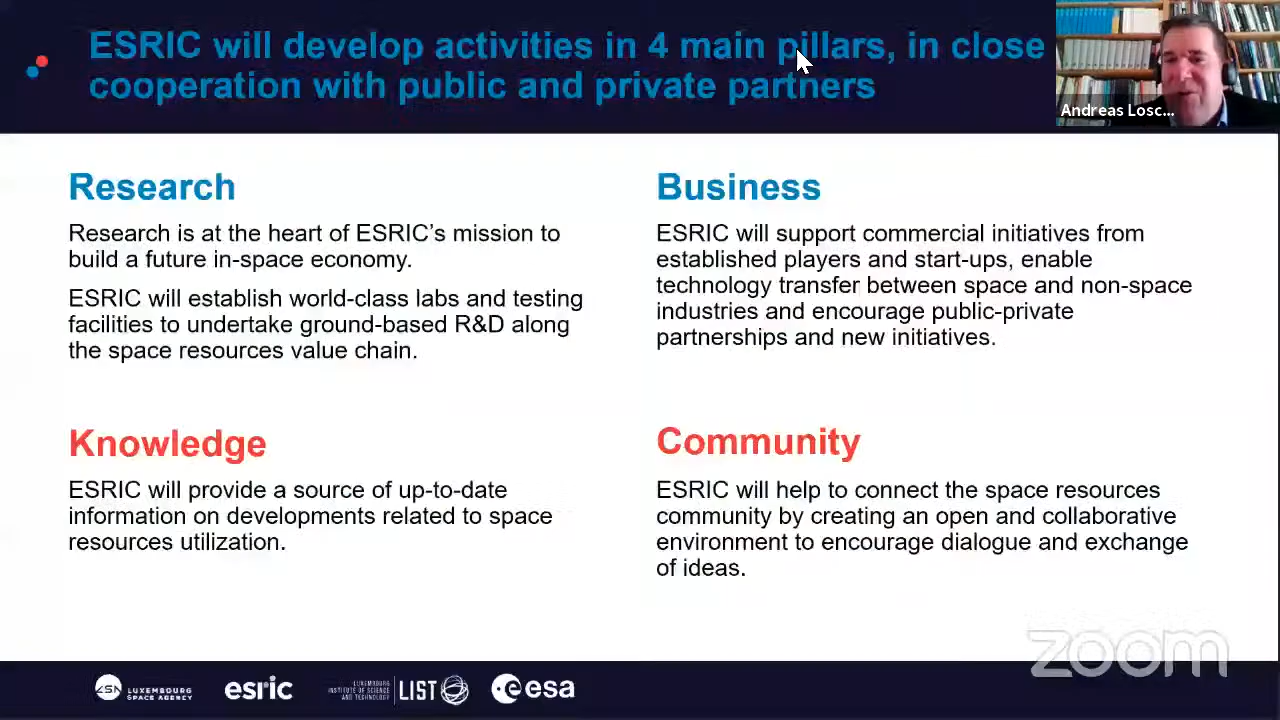 ESRIC will develop activities in 4 main pillars, in close
cooperation with public and private partners
Andreas Losc...
Research
Research is at the heart of ESRIC’s mission to
build a future in-space economy.
ESRIC will establish world-class labs and testing
facilities to undertake ground-based R&D along
the space resources value chain.
Business
ESRIC will support commercial initiatives from
established players and start-ups, enable
technology transfer between space and non-space
industries and encourage public-private
partnerships and new initiatives.
Knowledge
ESRIC will provide a source of up-to-date
information on developments related to space
resources utilization.
Community
ESRIC will help to connect the space resources
community by creating an open and collaborative
environment to encourage dialogue and exchange
of ideas.
zoom
LUXEMBOURG
SPACE AGENCY
esric
LUXEMBOURG
INSTITUTE OF SCIENCE
AND TECHNOLOGY
LIST
esa